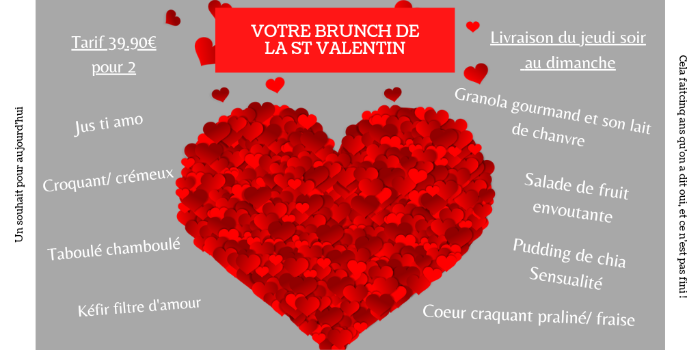 VOTRE BRUNCH DE
LA ST VALENTIN
Tarif 39.90€
pour 2
Livraison du jeudi soir
au dimanche
Jus ti amo
Croquant/ crémeux
Taboulé chamboulé
Kéfir filtre d'amour
Granola gourmand et son lait
de chanvre
Salade de fruit
envoutante
Pudding de chia
Sensualité
Coeur craquant praliné/ fraise
Un souhait pour aujourd'hui
Cela faitcinq ans qu'on a dit oui, et ce n'est pas fini !